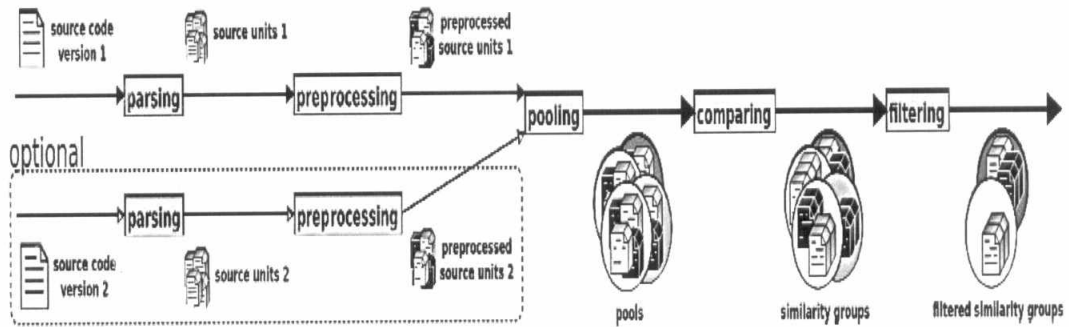 source code
version 1
source units 1
preprocessed
source units 1
parsing
preprocessing
pooling
comparing
filtering
optional
parsing
preprocessing
source code
version 2
source units 2
preprocessed
source units 2
pools
similarity groups
filtered similarity groups